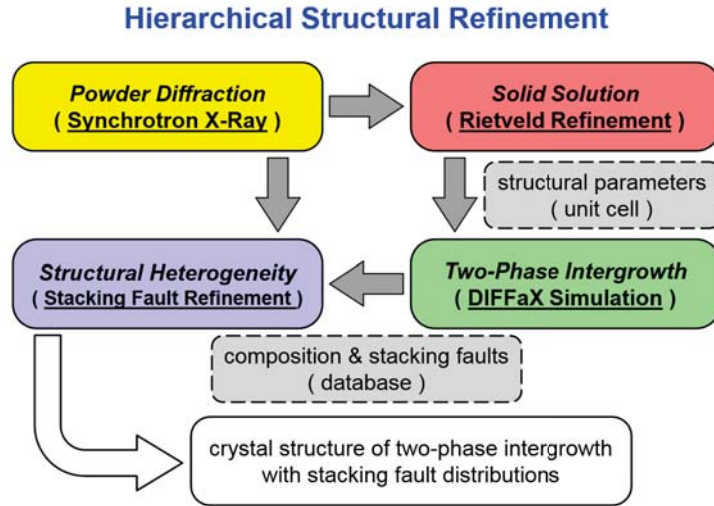 Hierarchical Structural Refinement
Powder Diffraction
( Synchrotron X-Ray )
Solid Solution
( Rietveld Refinement )
structural parameters
( unit cell )
Structural Heterogeneity
( Stacking Fault Refinement )
Two-Phase Intergrowth
( DIFFaX Simulation )
composition & stacking faults
( database )
crystal structure of two-phase intergrowth
with stacking fault distributions